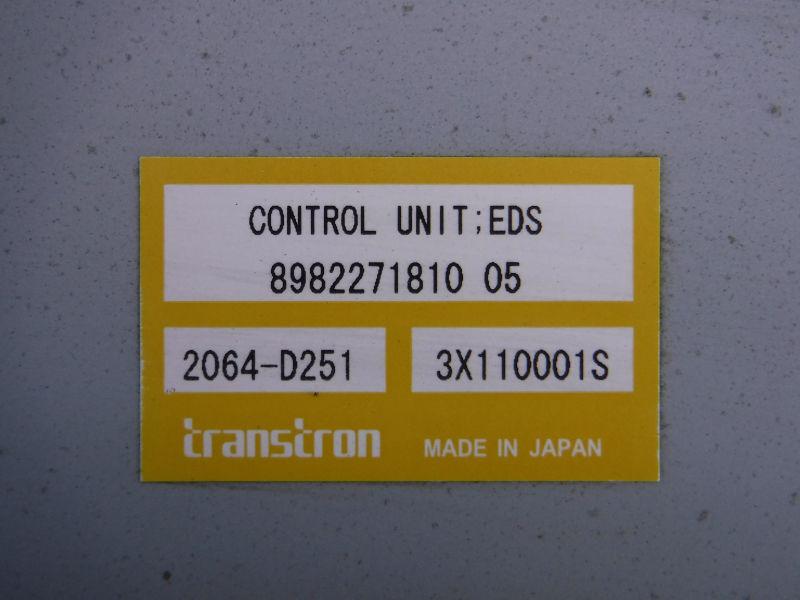 CONTROL UNIT;EDS
8982271810 05
2064-D251
3X110001S
transtron
MADE IN JAPAN